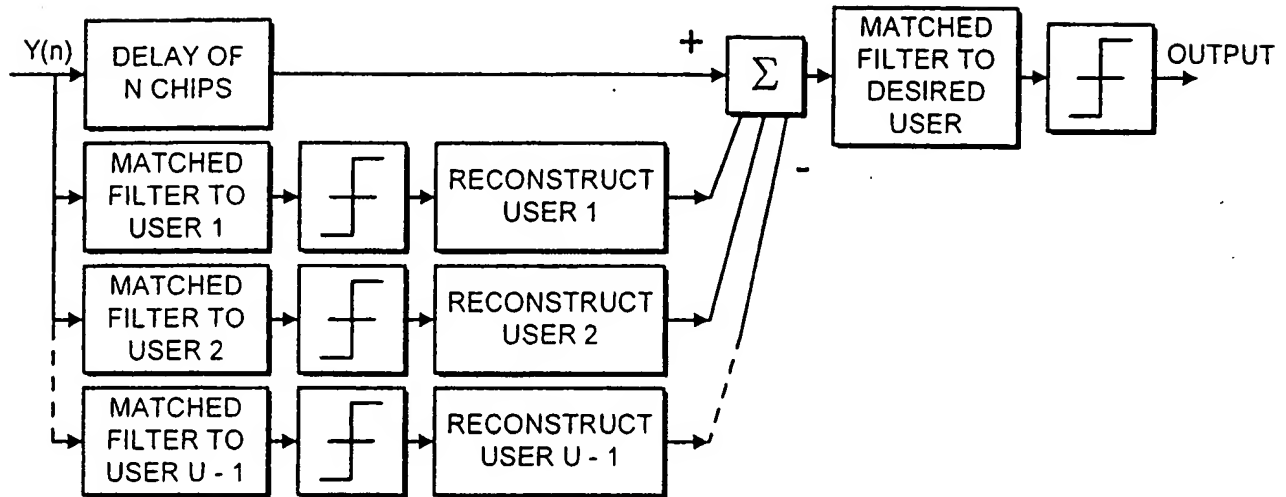 Y(n)
DELAY OF
N CHIPS
+
Σ
MATCHED
FILTER TO
DESIRED
USER
OUTPUT
-
MATCHED
FILTER TO
USER 1
RECONSTRUCT
USER 1
MATCHED
FILTER TO
USER 2
RECONSTRUCT
USER 2
MATCHED
FILTER TO
USER U - 1
RECONSTRUCT
USER U - 1